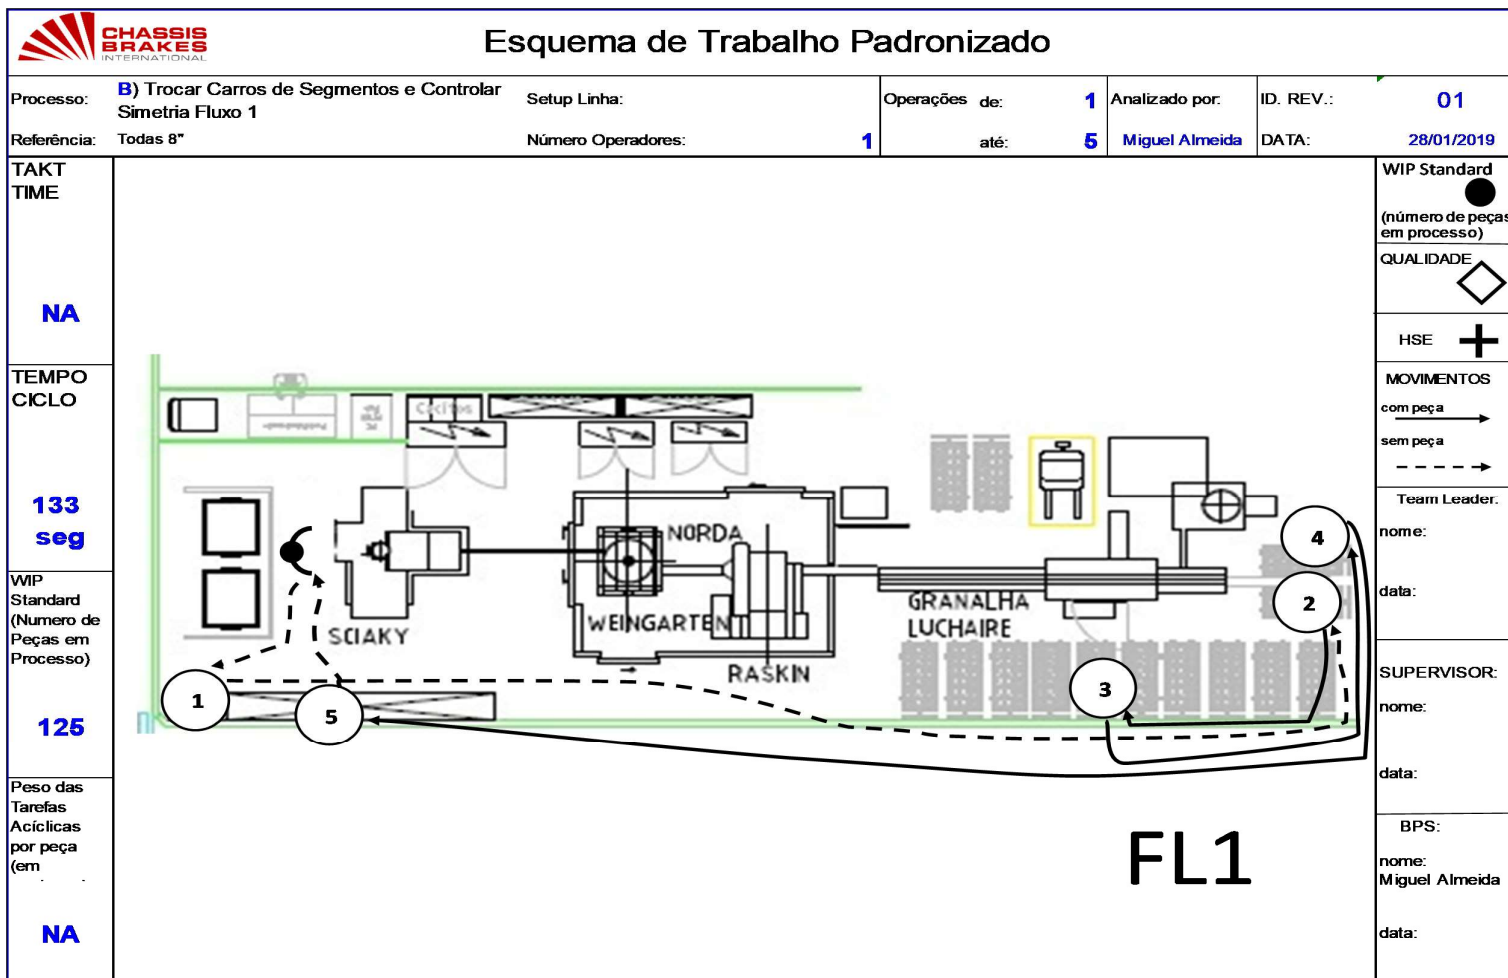 CHASSIS
BRAKES
INTERNATIONAL
Esquema de Trabalho Padronizado
Processo:
B) Trocar Carros de Segmentos e Controlar
Simetria Fluxo 1
Setup Linha:
Operações de:
1
Analizado por:
ID. REV.:
01
Referência:
Todas 8"
Número Operadores:
1
até:
5
Miguel Almeida
DATA:
28/01/2019
TAKT
TIME
NA
TEMPO
CICLO
133
seg
WIP
Standard
(Numero de
Peças em
Processo)
125
Peso das
Tarefas
Acíclicas
por peça
(em
NA
NORDA
SCIAKY
WEINGARTEN
RASKIN
GRANALHA
LUCHAIRE
1
5
3
4
2
FL1
WIP Standard
(número de peças
em processo)
QUALIDADE
HSE
MOVIMENTOS
com peça
sem peça
Team Leader:
nome:
data:
SUPERVISOR:
nome:
data:
BPS:
nome:
Miguel Almeida
data: